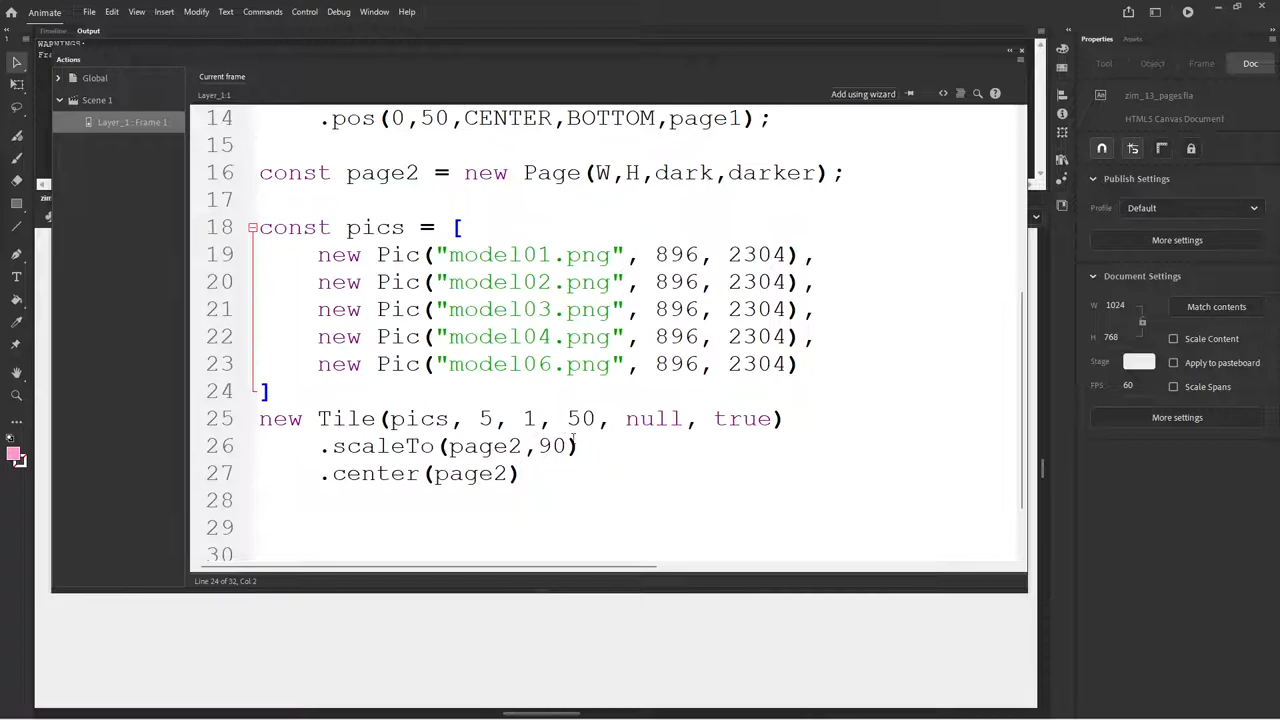 Animate File Edit View Insert Modify Text Commands Control Debug Window Help
Timeline Output
WARNINGS:
Actions
Global
Scene 1
Layer_1 : Frame 1
Current frame
Layer_1:1
Add using wizard
14 .pos(0,50,CENTER,BOTTOM,page1);
15
16 const page2 = new Page(W,H,dark,darker);
17
18 const pics = [
19 new Pic("model01.png", 896, 2304),
20 new Pic("model02.png", 896, 2304),
21 new Pic("model03.png", 896, 2304),
22 new Pic("model04.png", 896, 2304),
23 new Pic("model06.png", 896, 2304)
24 ]
25 new Tile(pics, 5, 1, 50, null, true)
26 .scaleTo(page2,90)
27 .center(page2)
28
29
30
Line 24 of 32, Col 2
Properties Assets
Tool Object Frame Doc
zim_13_pages.fla
HTML5 Canvas Document
Publish Settings
Profile Default
More settings
Document Settings
W 1024 Match contents
H 768 Scale Content
Stage Apply to pasteboard
FPS 60 Scale Spans
More settings